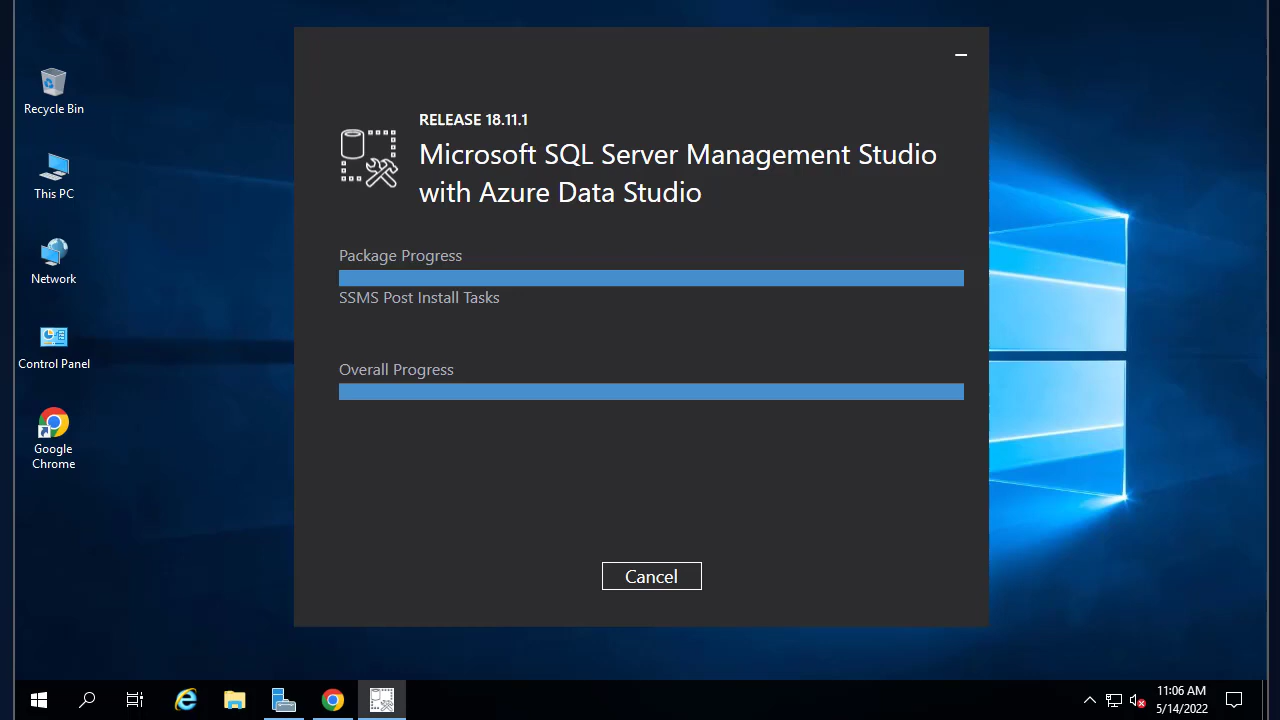 Recycle Bin
This PC
Network
Control Panel
Google
Chrome
RELEASE 18.11.1
Microsoft SQL Server Management Studio
with Azure Data Studio
Package Progress
SSMS Post Install Tasks
Overall Progress
Cancel
11:06 AM
5/14/2022